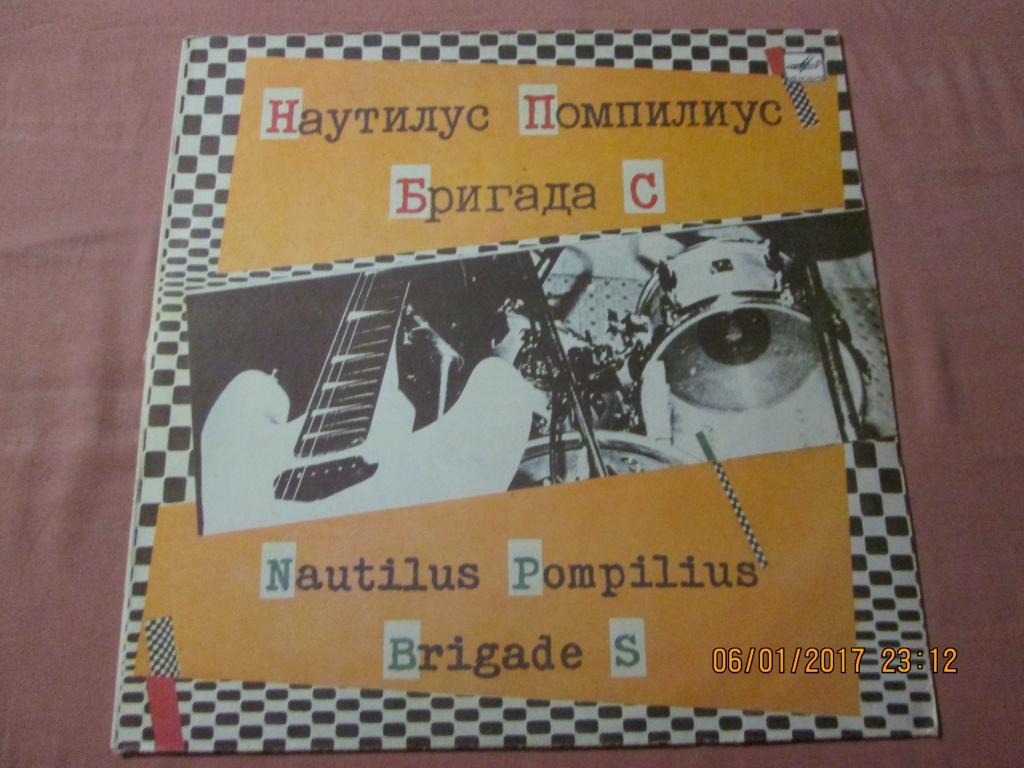 Наутилус Помпилиус
Бригада С
Nautilus Pompilius
Brigade S
06/01/2017 23:12